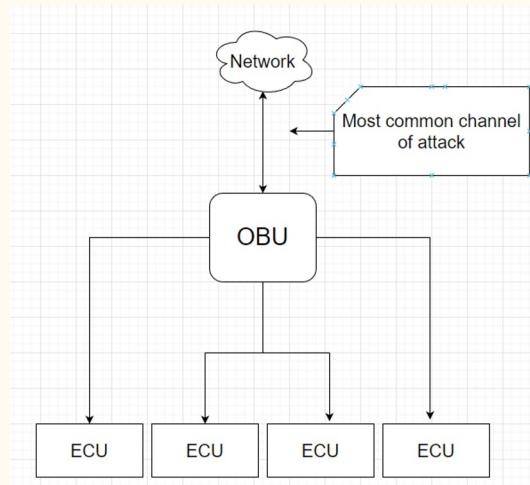 Network
Most common channel
of attack
OBU
ECU
ECU
ECU
ECU